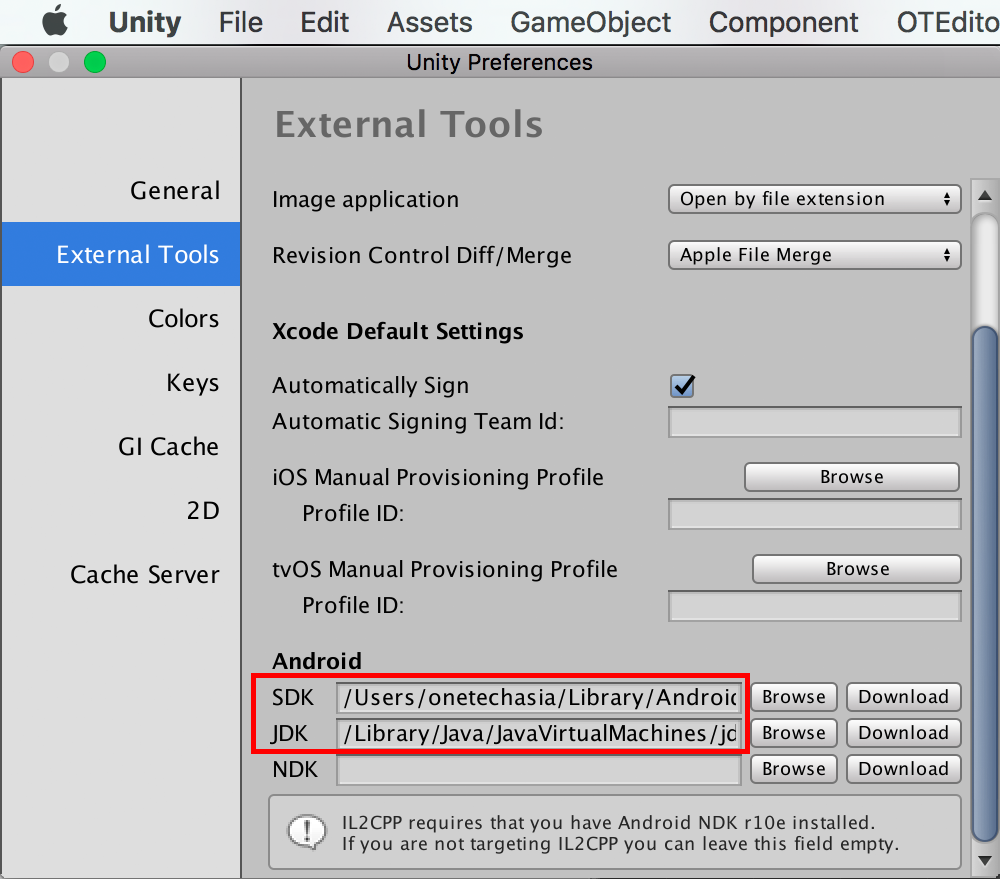 Unity File Edit Assets GameObject Component OTEdito
Unity Preferences
External Tools
General
External Tools
Colors
Keys
GI Cache
2D
Cache Server
Image application Open by file extension
Revision Control Diff/Merge Apple File Merge
Xcode Default Settings
Automatically Sign
Automatic Signing Team Id:
iOS Manual Provisioning Profile Browse
Profile ID:
tvOS Manual Provisioning Profile Browse
Profile ID:
Android
SDK /Users/onetechasia/Library/Android Browse Download
JDK /Library/Java/JavaVirtualMachines/jd Browse Download
NDK Browse Download
IL2CPP requires that you have Android NDK r10e installed.
If you are not targeting IL2CPP you can leave this field empty.